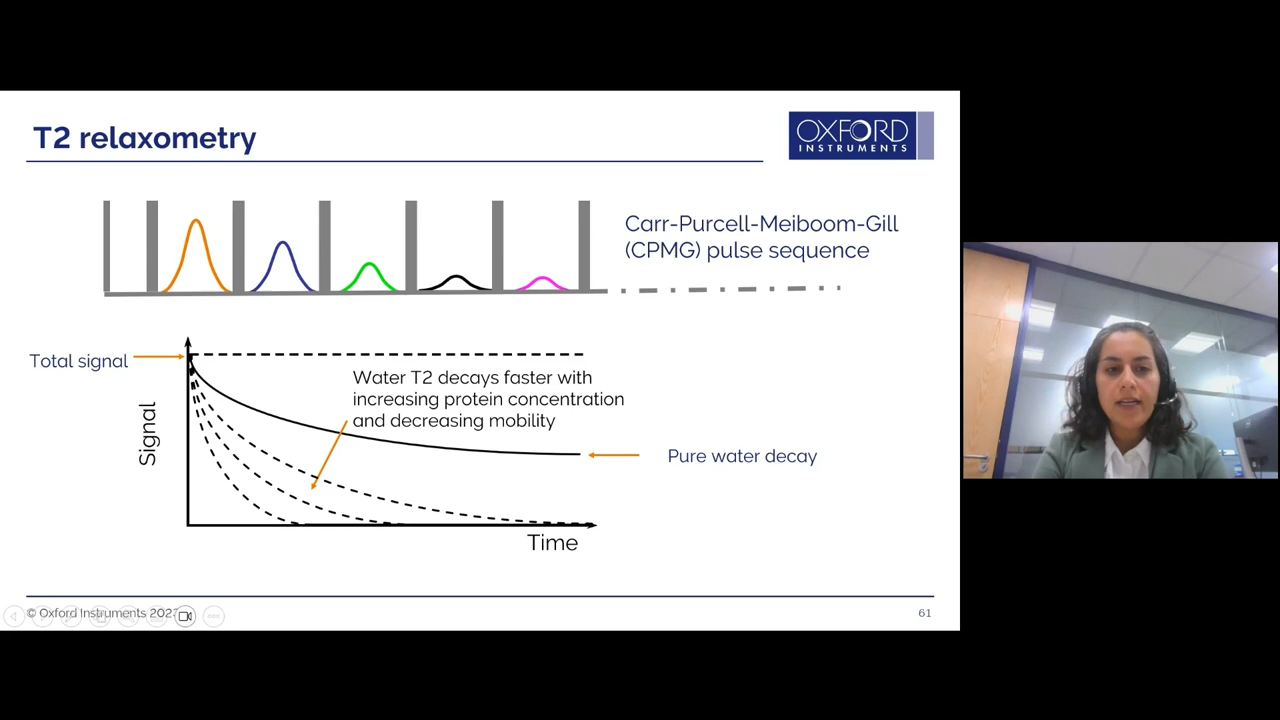 T2 relaxometry
OXFORD
INSTRUMENTS
Carr-Purcell-Meiboom-Gill
(CPMG) pulse sequence
Total signal
Water T2 decays faster with
increasing protein concentration
and decreasing mobility
Signal
Pure water decay
Time
© Oxford Instruments
61